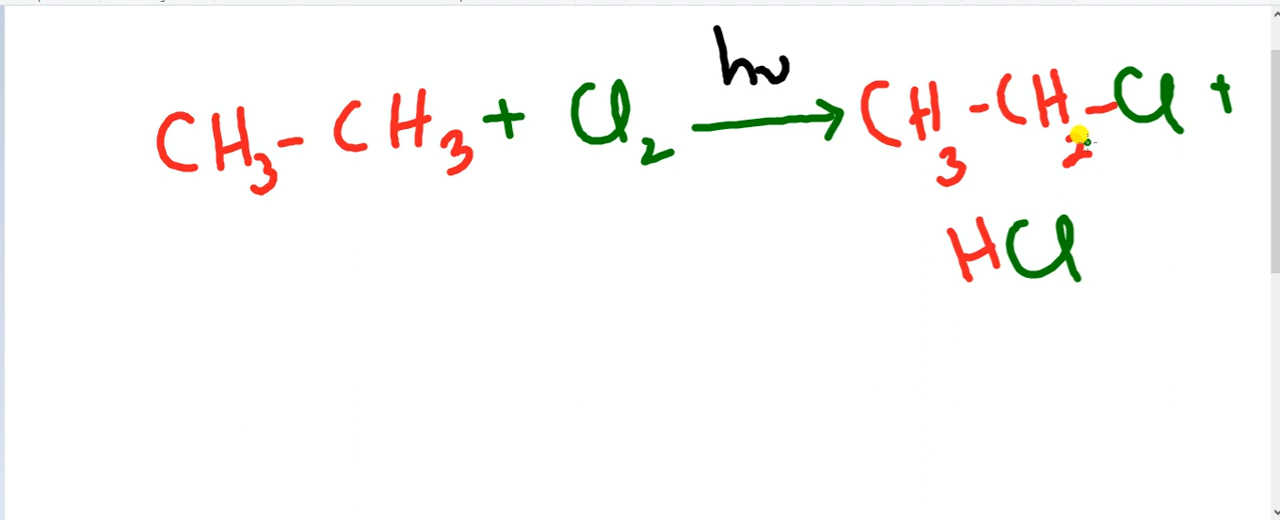 hν
CH₃-CH₃ + Cl₂ → CH₃-CH₂-Cl +
HCl